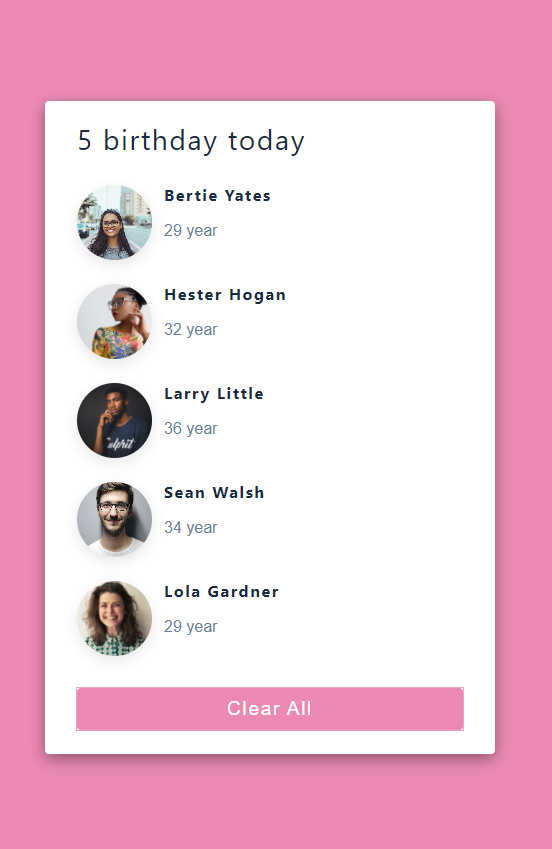 5 birthday today
Bertie Yates
29 year
Hester Hogan
32 year
Larry Little
36 year
Sean Walsh
34 year
Lola Gardner
29 year
Clear All